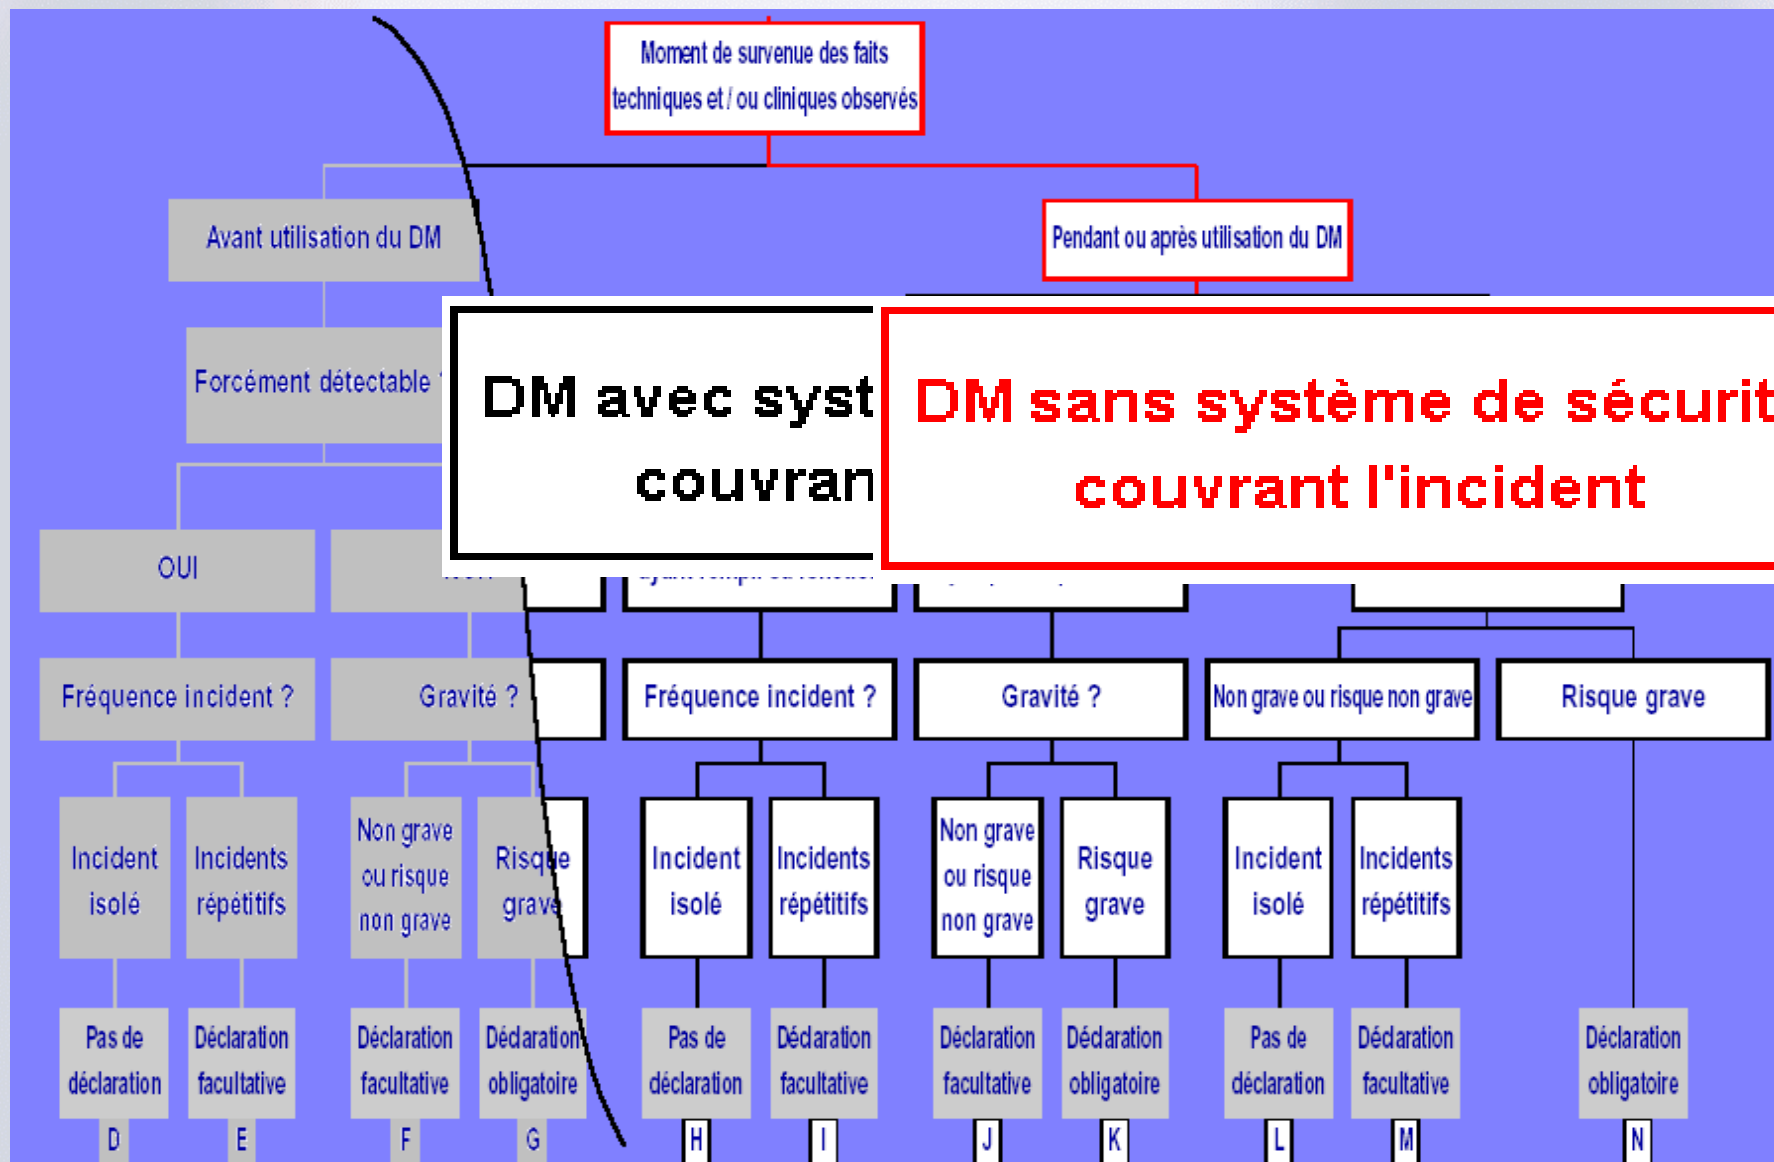 Moment de survenue des faits
techniques et / ou cliniques observés
Avant utilisation du DM
Pendant ou après utilisation du DM
Forcément détectable
DM avec
DM sans système de
couvrant l'incident
OUI
Fréquence incident ?
Gravité ?
Fréquence incident ?
Gravité ?
Non grave ou risque non grave
Risque grave
Incident
isolé
Incidents
répétitifs
Non grave
ou risque
non grave
Risque
grave
Incident
isolé
Incidents
répétitifs
Non grave
ou risque
non grave
Risque
grave
Incident
isolé
Incidents
répétitifs
Pas de
déclaration
Déclaration
facultative
Déclaration
facultative
Déclaration
obligatoire
Pas de
déclaration
Déclaration
facultative
Déclaration
facultative
Déclaration
obligatoire
Pas de
déclaration
Déclaration
facultative
Déclaration
obligatoire
D
E
F
G
H
I
J
K
L
M
N